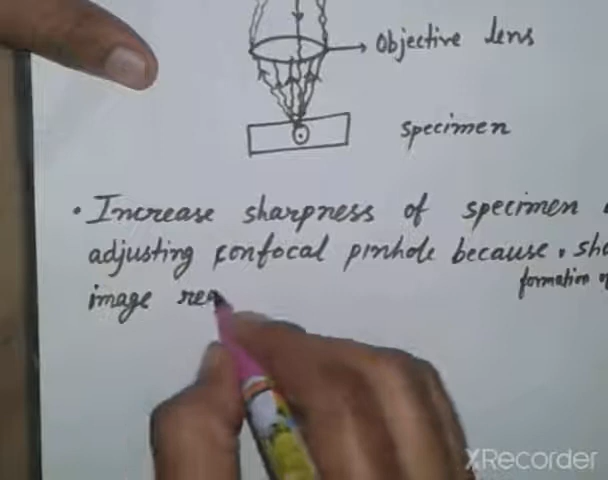 Objective lens
specimen
• Increase sharpness of specimen
adjusting confocal pinhole because
formation
image
XRecorder